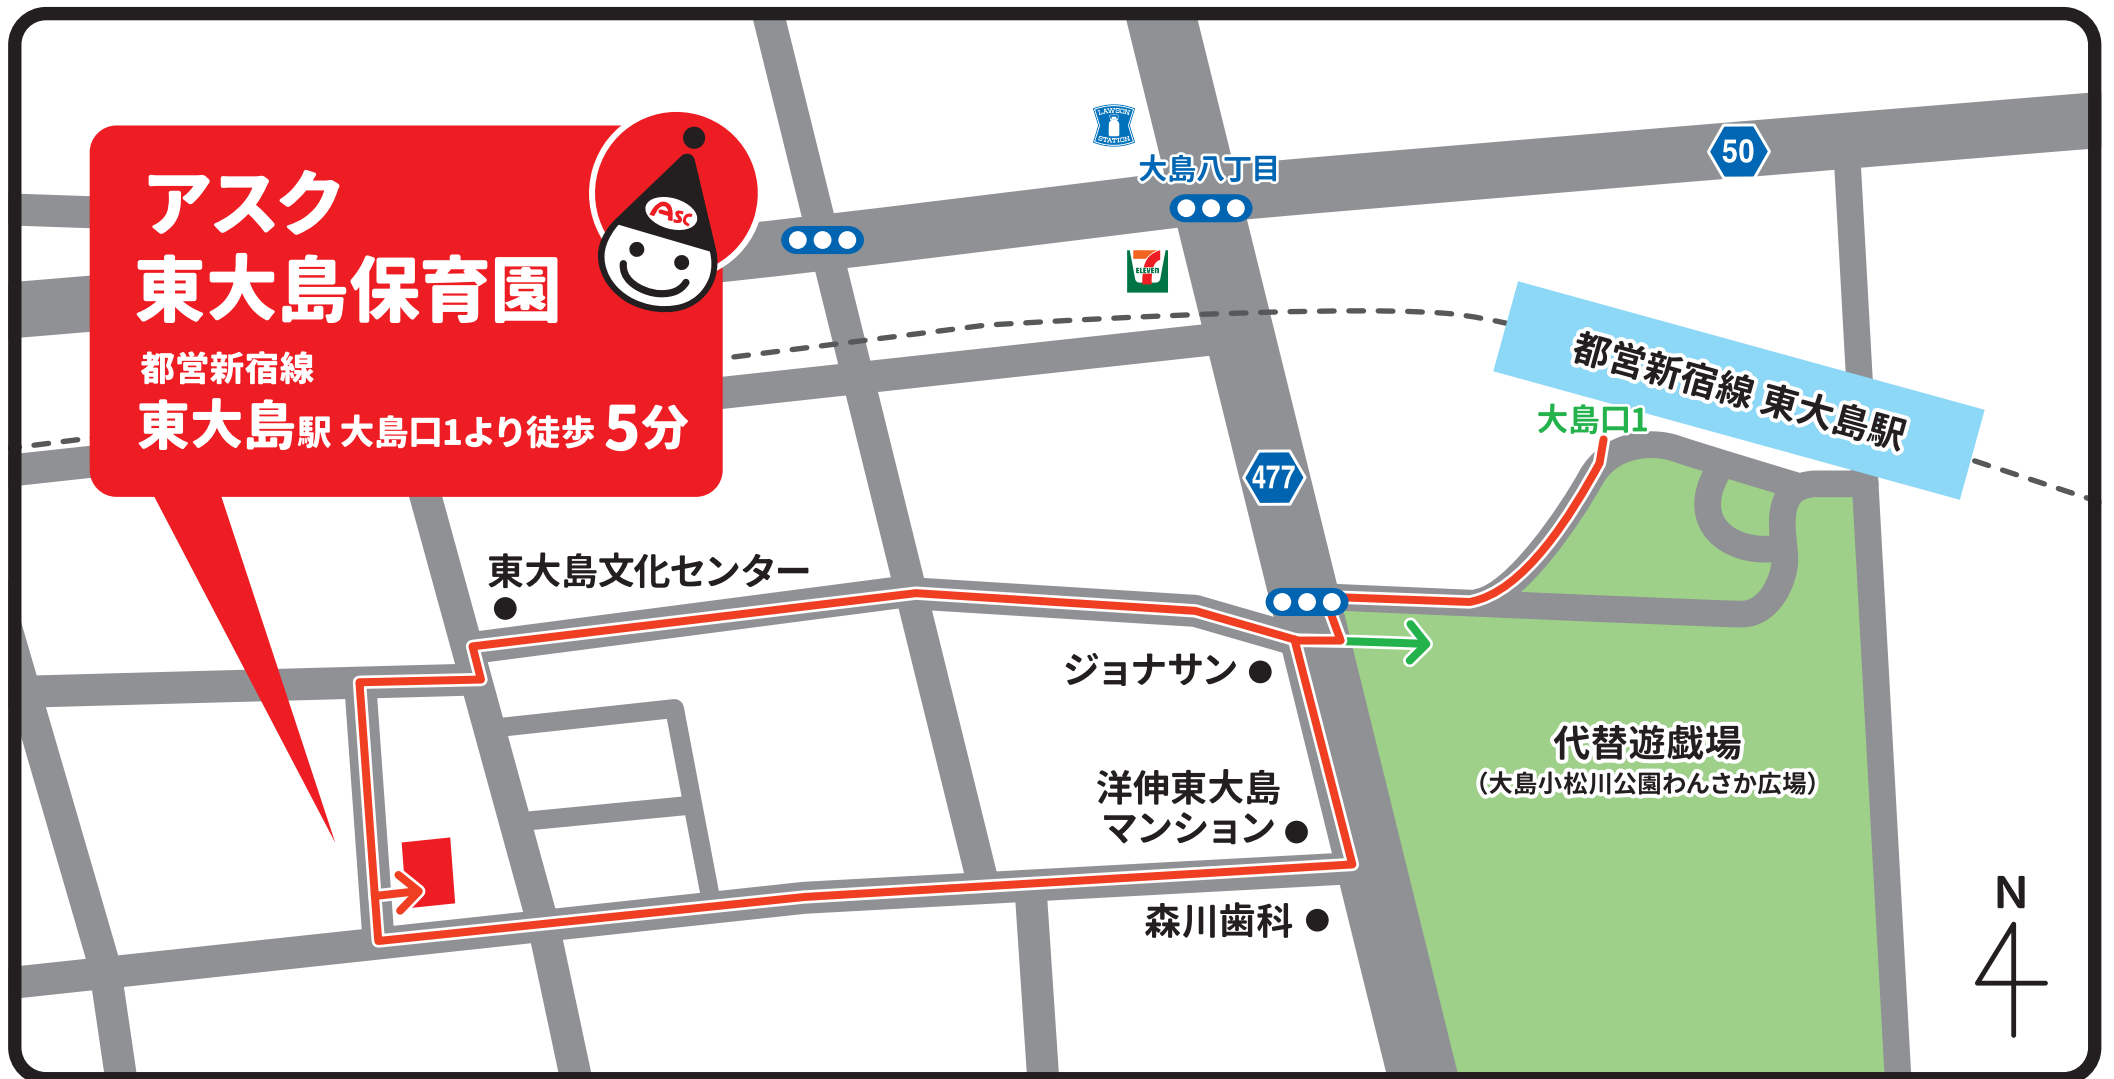 アスク
東大島保育園
都営新宿線
東大島駅 大島口1より徒歩 5分
ASC
LAWSON
STATION
大島八丁目
50
7
ELEVEN
都営新宿線 東大島駅
大島口1
477
東大島文化センター
ジョナサン
代替遊戯場
（大島小松川公園わんさか広場）
洋伸東大島
マンション
森川歯科
N